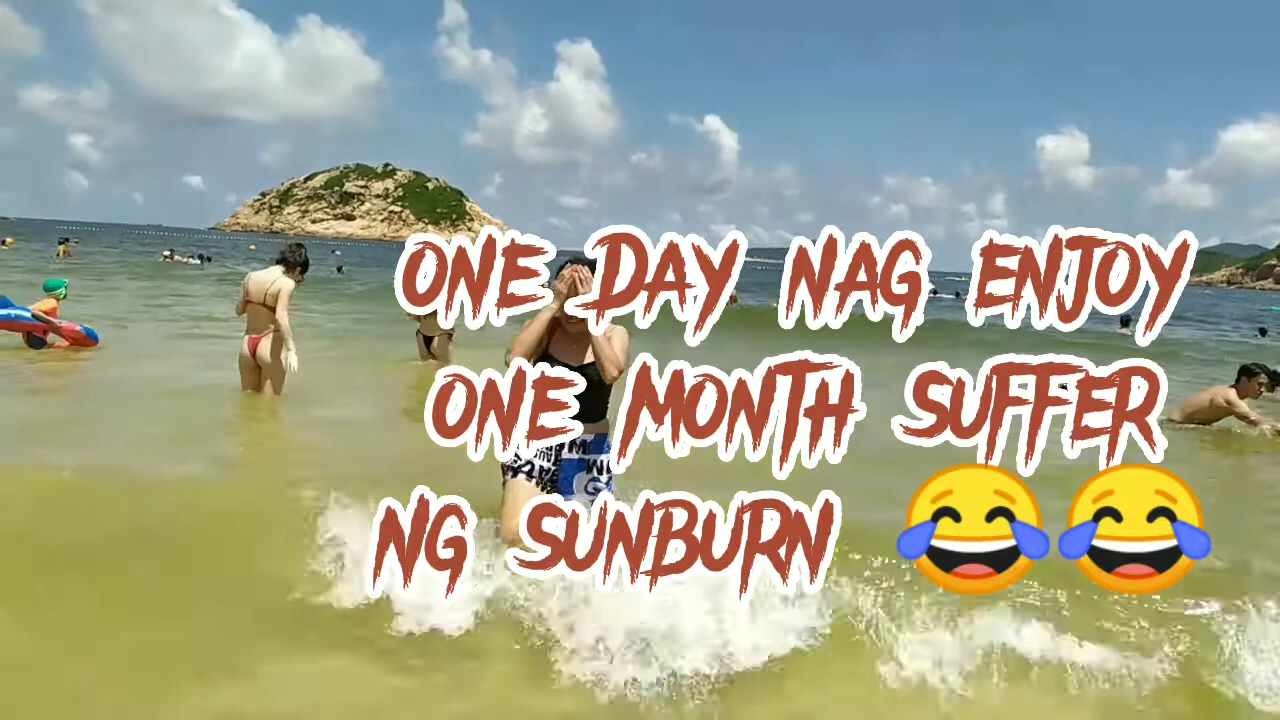 ONE DAY NAG ENJOY
ONE MONTH SUFFER
NG SUNBURN 😂😂